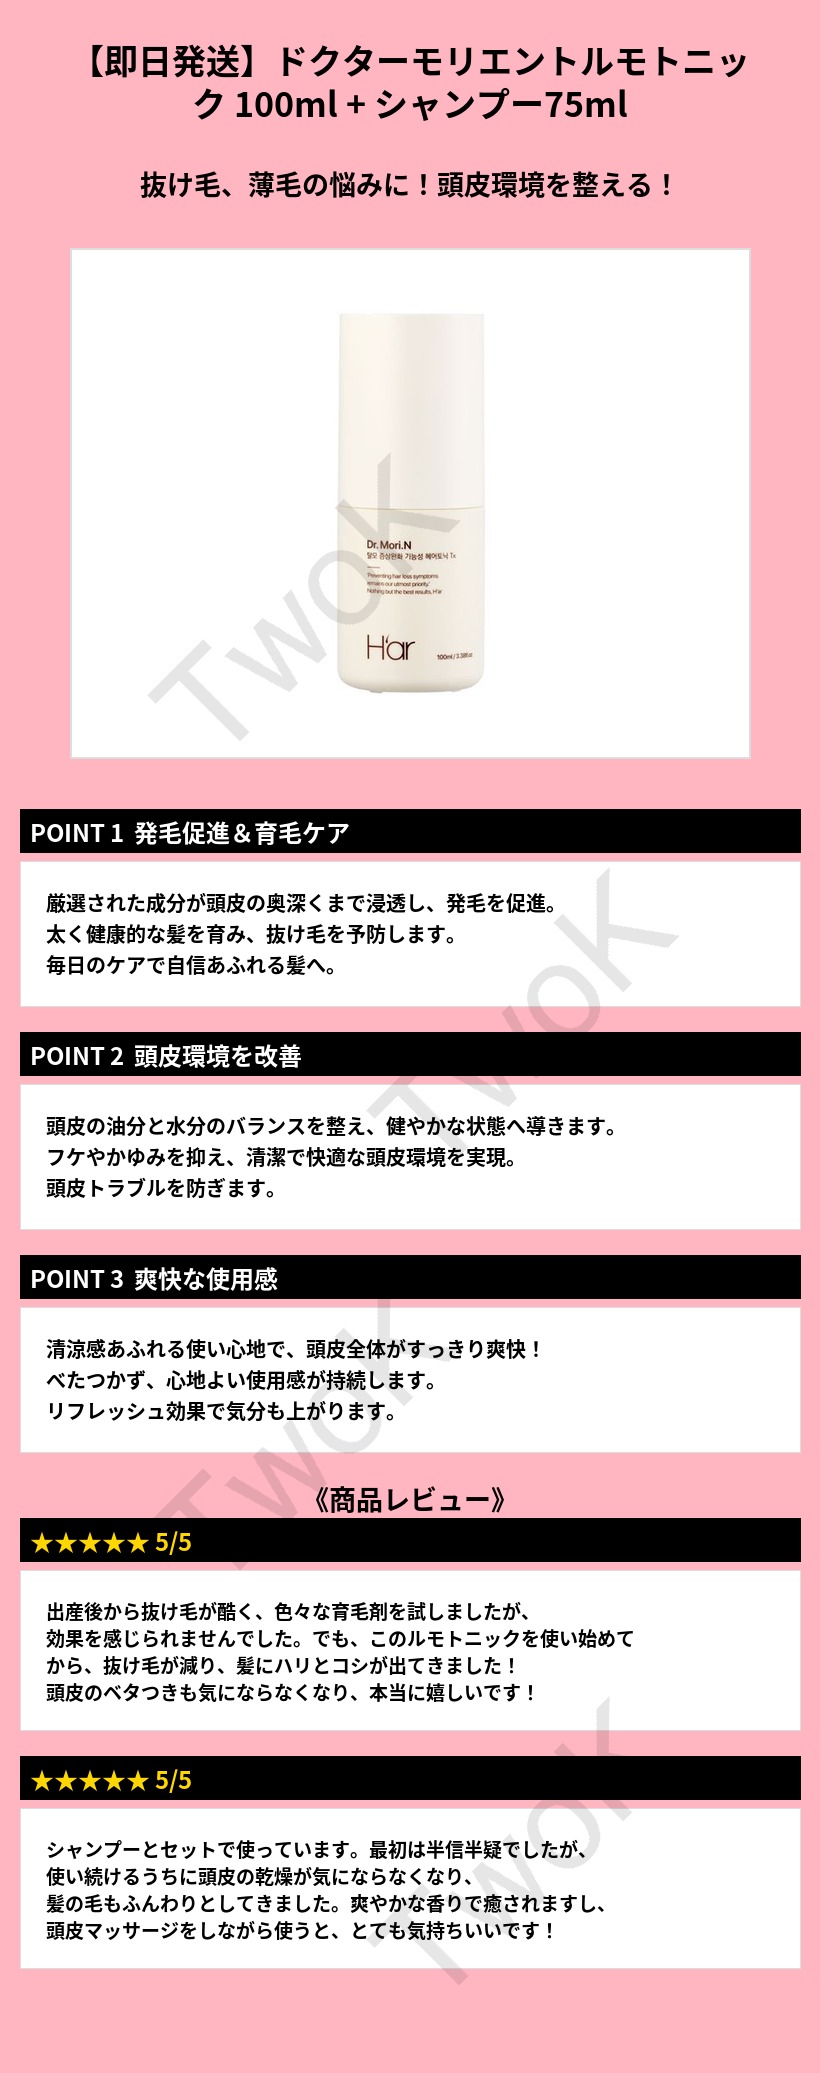 【即日発送】ドクターモリエントルモトニッ
ク 100ml + シャンプー75ml
抜け毛、薄毛の悩みに！頭皮環境を整える！
Dr.Mori.N
탈모 증상완화 기능성 헤어토닉 1x
"Preventing hair loss symptoms
remains our utmost priority."
Nothing but the best results, H'ar
H'ar
100ml / 3.38fl.oz
TwoK
POINT 1 発毛促進＆育毛ケア
厳選された成分が頭皮の奥深くまで浸透し、発毛を促進。
太く健康的な髪を育み、抜け毛を予防します。
毎日のケアで自信あふれる髪へ。
TwoK
POINT 2 頭皮環境を改善
頭皮の油分と水分のバランスを整え、健やかな状態へ導きます。
フケやかゆみを抑え、清潔で快適な頭皮環境を実現。
頭皮トラブルを防ぎます。
POINT 3 爽快な使用感
清涼感あふれる使い心地で、頭皮全体がすっきり爽快！
べたつかず、心地よい使用感が持続します。
リフレッシュ効果で気分も上がります。
TwoK
《商品レビュー》
★★★★★ 5/5
出産後から抜け毛が酷く、色々な育毛剤を試しましたが、
効果を感じられませんでした。でも、このルモトニックを使い始めて
から、抜け毛が減り、髪にハリとコシが出てきました！
頭皮のベタつきも気にならなくなり、本当に嬉しいです！
★★★★★ 5/5
シャンプーとセットで使っています。最初は半信半疑でしたが、
使い続けるうちに頭皮の乾燥が気にならなくなり、
髪の毛もふんわりとしてきました。爽やかな香りで癒されますし、
頭皮マッサージをしながら使うと、とても気持ちいいです！
TwoK